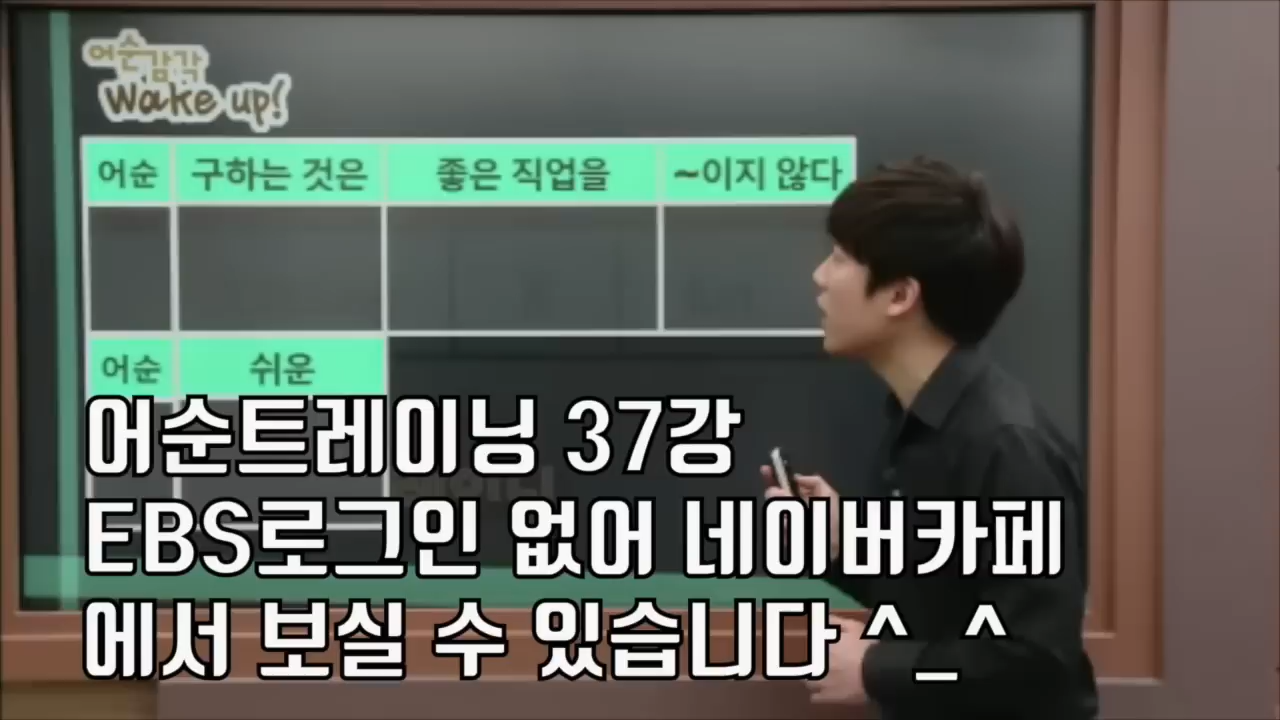 어순감각
Wake up!
어순 구하는 것은 좋은 직업을 ~이지 않다
어순 쉬운
어순트레이닝 37강
EBS로그인 없어 네이버카페
에서 보실 수 있습니다 ^_^